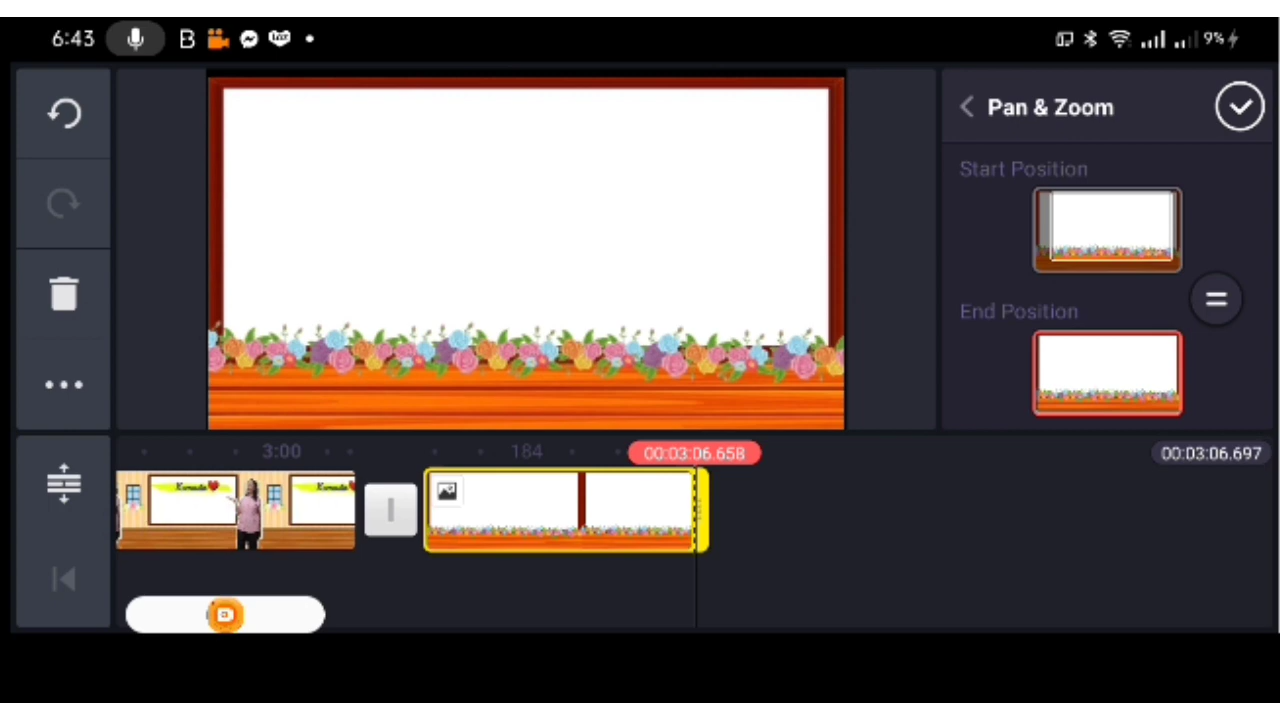 6:43 B 9%
Pan & Zoom
Start Position
End Position
3:00 184 00:03:06.658 00:03:06.697